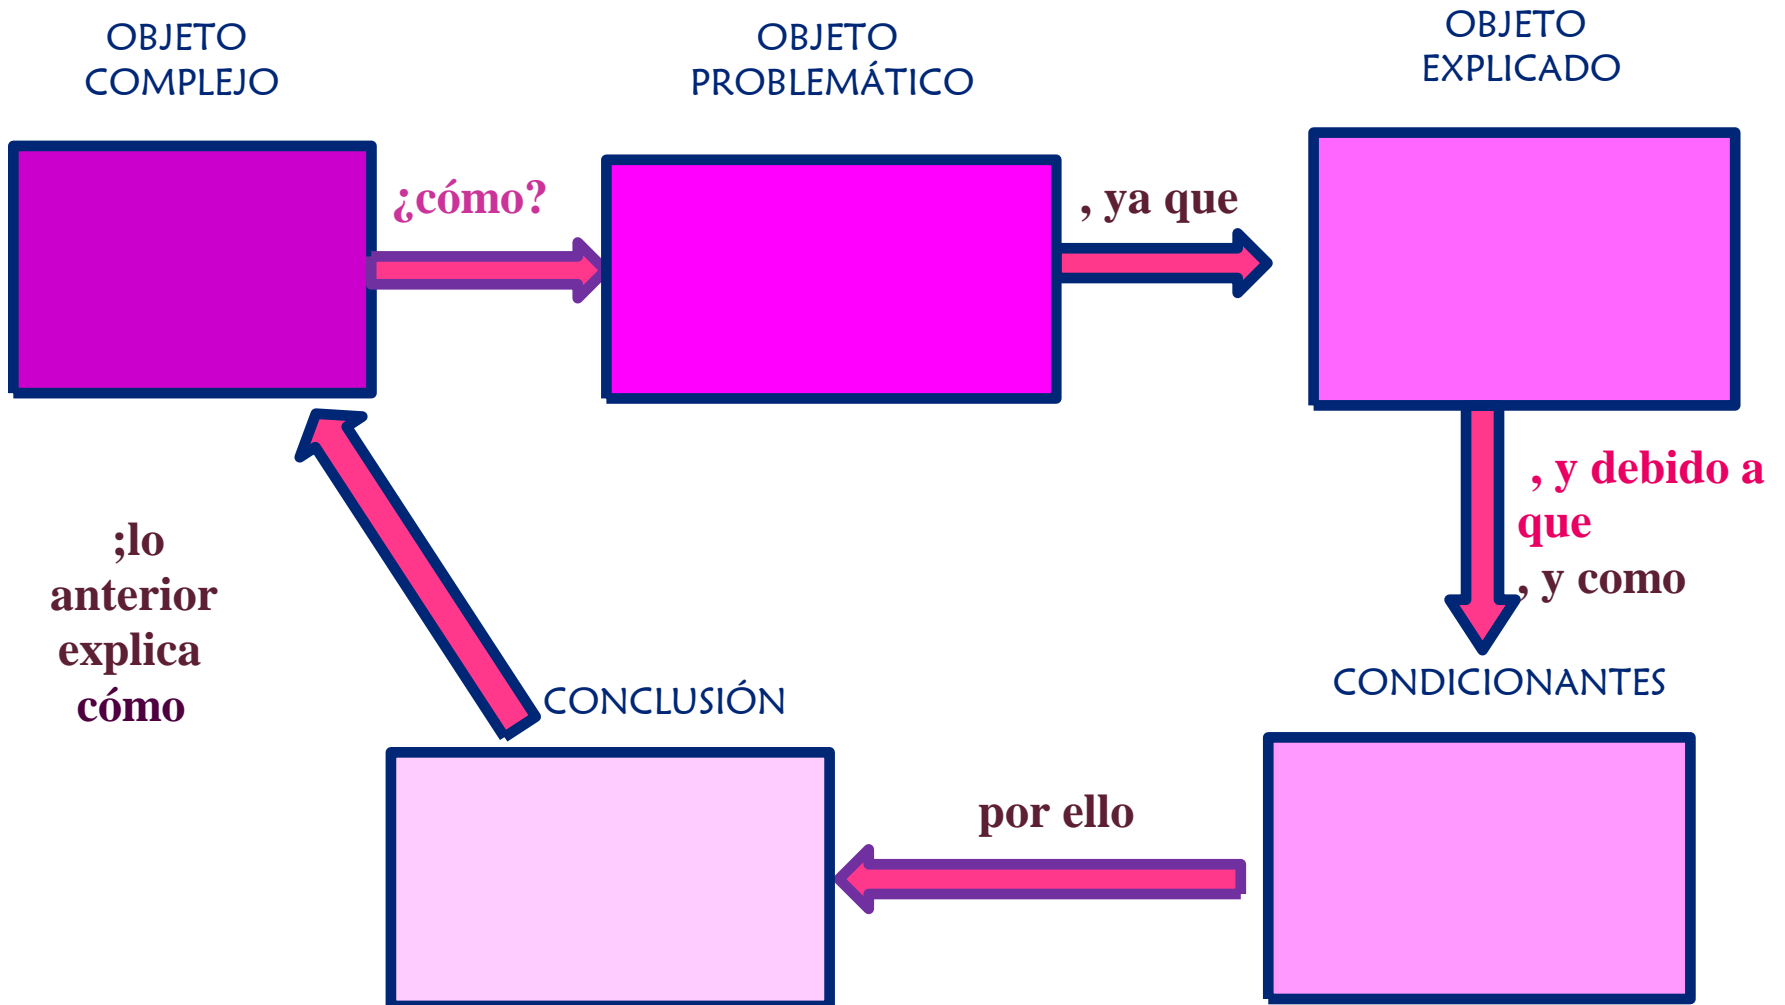 OBJETO
COMPLEJO
OBJETO
PROBLEMÁTICO
OBJETO
EXPLICADO
¿cómo?
, ya que
, y debido a
que
, y como
CONDICIONANTES
por ello
CONCLUSIÓN
;lo
anterior
explica
cómo